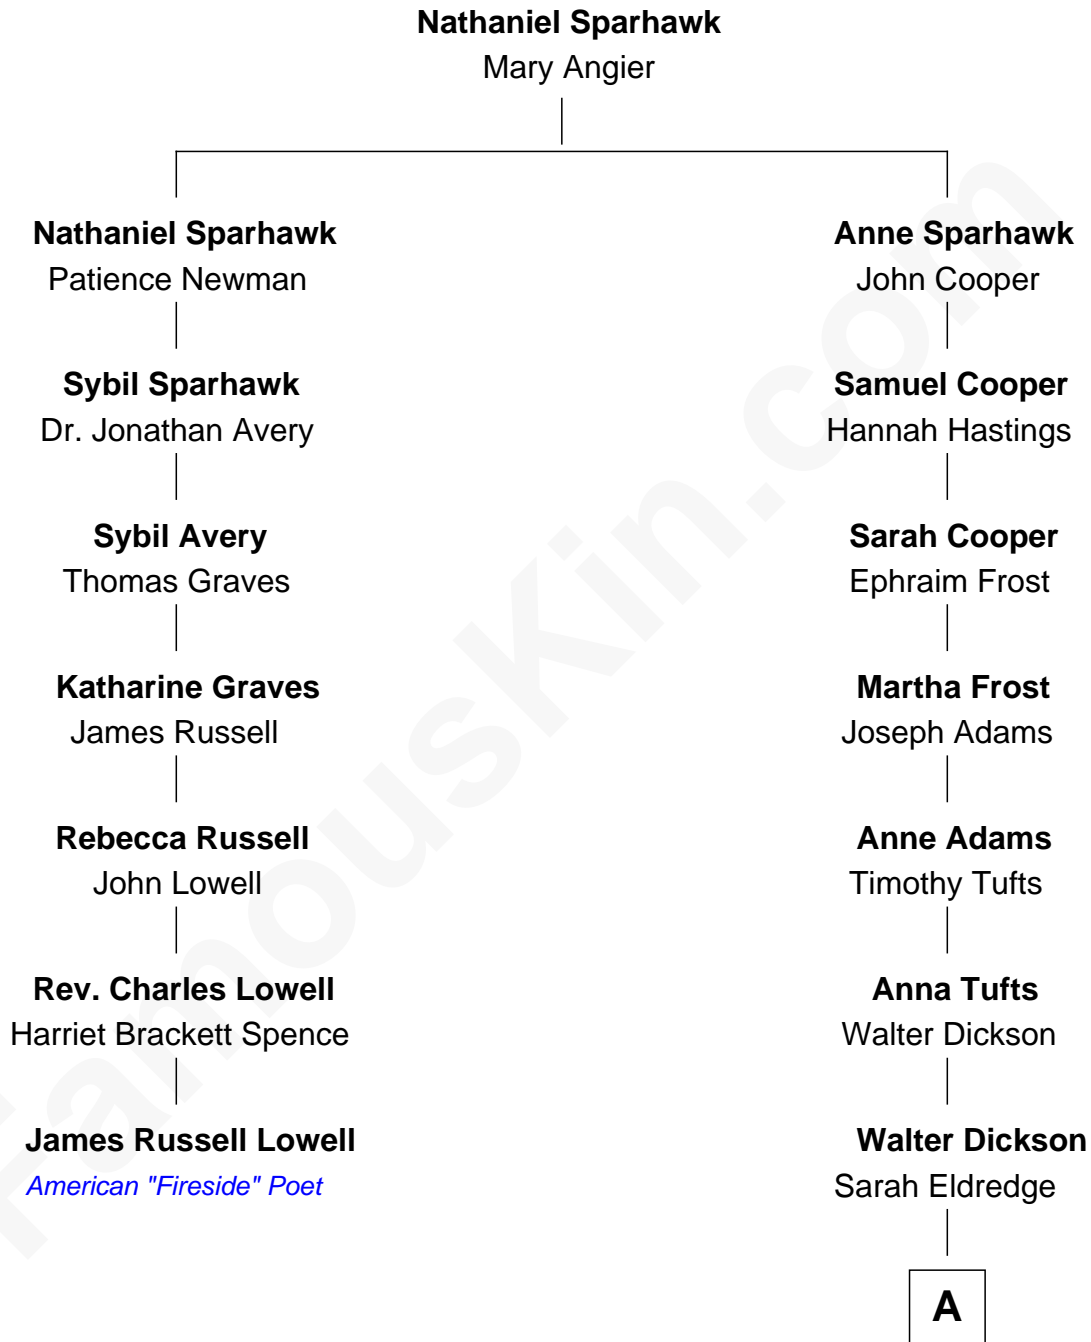 Nathaniel Sparhawk
Mary Angier
Nathaniel Sparhawk
Patience Newman
Anne Sparhawk
John Cooper
Sybil Sparhawk
Dr. Jonathan Avery
Samuel Cooper
Hannah Hastings
Sybil Avery
Thomas Graves
Sarah Cooper
Ephraim Frost
Katharine Graves
James Russell
Martha Frost
Joseph Adams
Rebecca Russell
John Lowell
Anne Adams
Timothy Tufts
Rev. Charles Lowell
Harriet Brackett Spence
Anna Tufts
Walter Dickson
James Russell Lowell
American "Fireside" Poet
Walter Dickson
Sarah Eldredge
A
FamousKin.com